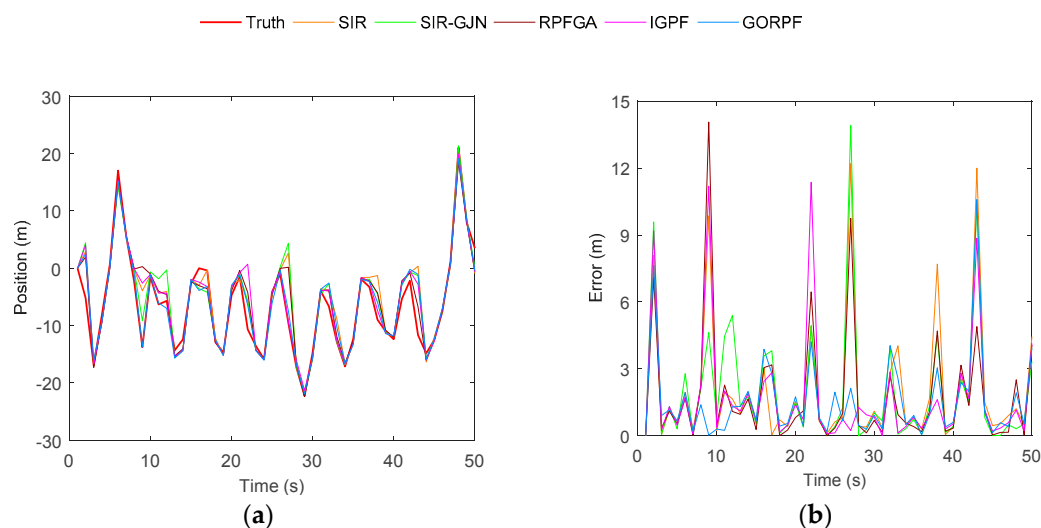 Truth SIR SIR-GJN RPFGA IGPF GORPF
30
20
10
0
-10
-20
-30
Position (m)
0 10 20 30 40 50
Time (s)
(a)
15
12
9
6
3
0
Error (m)
0 10 20 30 40 50
Time (s)
(b)